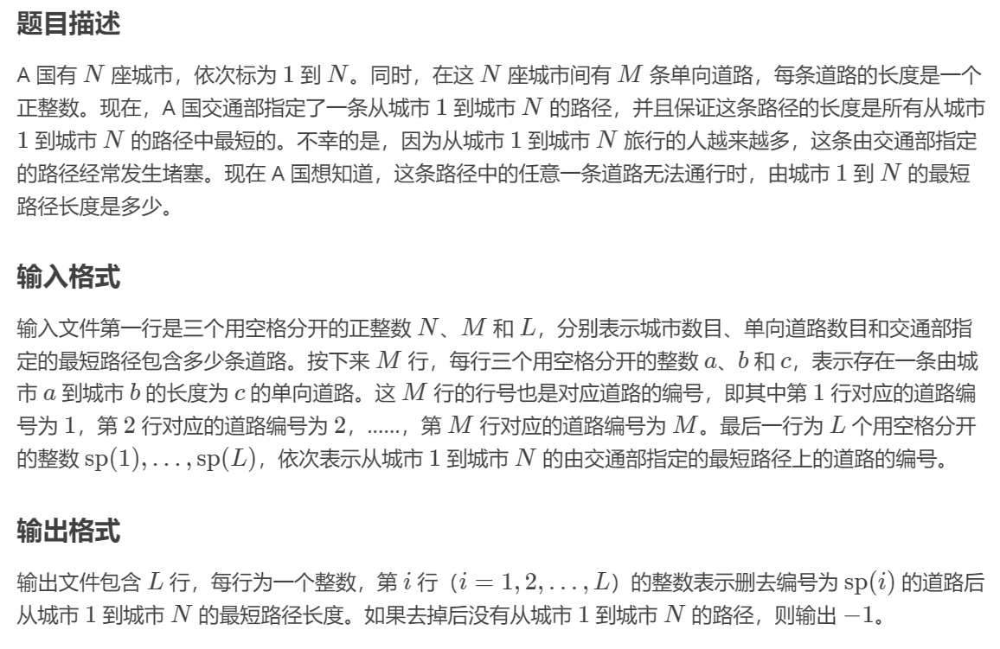 题目描述
A 国有 N 座城市，依次标为 1 到 N。同时，在这 N 座城市间有 M 条单向道路，每条道路的长度是一个
正整数。现在，A 国交通部指定了一条从城市 1 到城市 N 的路径，并且保证这条路径的长度是所有从城市
1 到城市 N 的路径中最短的。不幸的是，因为从城市 1 到城市 N 旅行的人越来越多，这条由交通部指定
的路径经常发生堵塞。现在 A 国想知道，这条路径中的任意一条道路无法通行时，由城市 1 到 N 的最短
路径长度是多少。
输入格式
输入文件第一行是三个用空格分开的正整数 N、M 和 L，分别表示城市数目、单向道路数目和交通部指
定的最短路径包含多少条道路。按下来 M 行，每行三个用空格分开的整数 a、b 和 c，表示存在一条由城
市 a 到城市 b 的长度为 c 的单向道路。这 M 行的行号也是对应道路的编号，即其中第 1 行对应的道路编
号为 1，第 2 行对应的道路编号为 2，......，第 M 行对应的道路编号为 M。最后一行为 L 个用空格分开
的整数 sp(1), . . . , sp(L)，依次表示从城市 1 到城市 N 的由交通部指定的最短路径上的道路的编号。
输出格式
输出文件包含 L 行，每行为一个整数，第 i 行（i = 1, 2, . . . , L）的整数表示删去编号为 sp(i) 的道路后
从城市 1 到城市 N 的最短路径长度。如果去掉后没有从城市 1 到城市 N 的路径，则输出 −1。